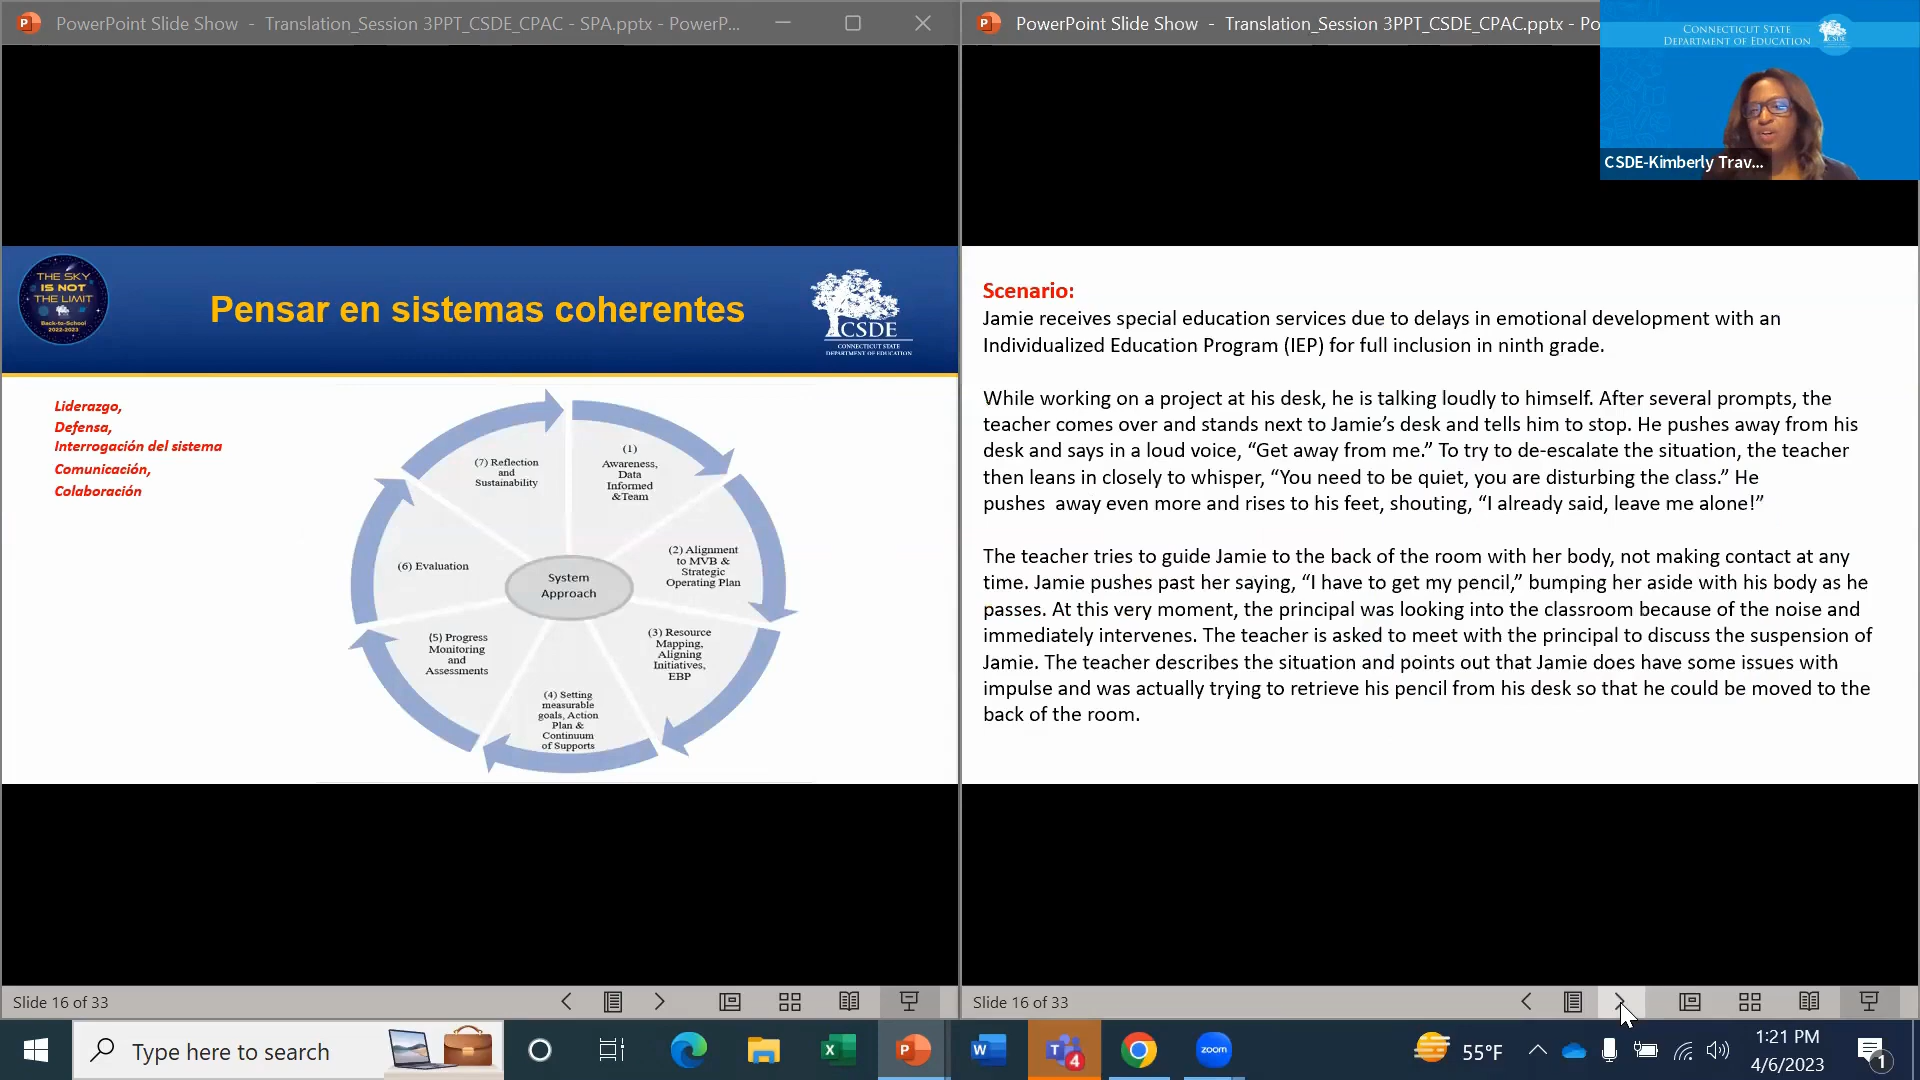 PowerPoint Slide Show - Translation_Session 3PPT_CSDE_CPAC - SPA.pptx - PowerP...
PowerPoint Slide Show - Translation_Session 3PPT_CSDE_CPAC.pptx - Po
CONNECTICUT STATE
DEPARTMENT OF EDUCATION
CSDE
CSDE-Kimberly Trav...
THE SKY
IS NOT
THE LIMIT
Back-to-School
2022-2023
Pensar en sistemas coherentes
CSDE
CONNECTICUT STATE
DEPARTMENT OF EDUCATION
Liderazgo,
Defensa,
Interrogación del sistema
Comunicación,
Colaboración
(1)
Awareness,
Data
Informed
&Team
(2) Alignment
to MVB &
Strategic
Operating Plan
(3) Resource
Mapping,
Aligning
Initiatives,
EBP
(4) Setting
measurable
goals, Action
Plan &
Continuum
of Supports
(5) Progress
Monitoring
and
Assessments
(6) Evaluation
(7) Reflection
and
Sustainability
System
Approach
Scenario:
Jamie receives special education services due to delays in emotional development with an
Individualized Education Program (IEP) for full inclusion in ninth grade.
While working on a project at his desk, he is talking loudly to himself. After several prompts, the
teacher comes over and stands next to Jamie’s desk and tells him to stop. He pushes away from his
desk and says in a loud voice, “Get away from me.” To try to de-escalate the situation, the teacher
then leans in closely to whisper, “You need to be quiet, you are disturbing the class.” He
pushes  away even more and rises to his feet, shouting, “I already said, leave me alone!”
The teacher tries to guide Jamie to the back of the room with her body, not making contact at any
time. Jamie pushes past her saying, “I have to get my pencil,” bumping her aside with his body as he
passes. At this very moment, the principal was looking into the classroom because of the noise and
immediately intervenes. The teacher is asked to meet with the principal to discuss the suspension of
Jamie. The teacher describes the situation and points out that Jamie does have some issues with
impulse and was actually trying to retrieve his pencil from his desk so that he could be moved to the
back of the room.
Slide 16 of 33
Slide 16 of 33
Type here to search
zoom
4
55°F
1:21 PM
4/6/2023
1